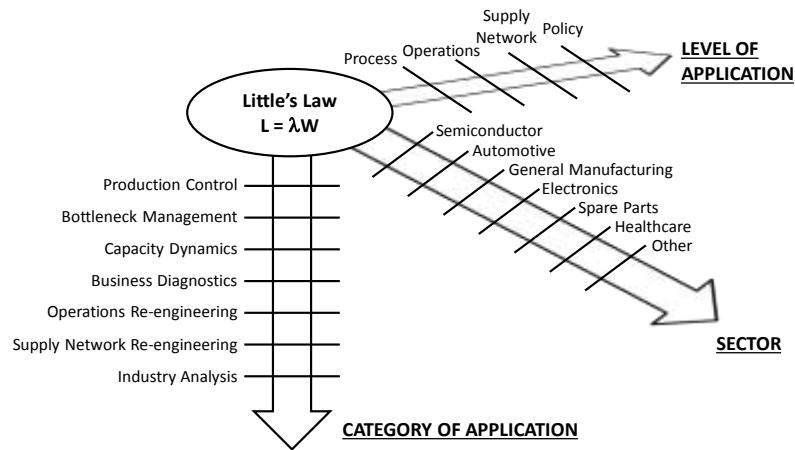 Supply
Network
Policy
Operations
Process
LEVEL OF
APPLICATION
Little's Law
L = λW
Semiconductor
Automotive
General Manufacturing
Electronics
Spare Parts
Healthcare
Other
SECTOR
Production Control
Bottleneck Management
Capacity Dynamics
Business Diagnostics
Operations Re-engineering
Supply Network Re-engineering
Industry Analysis
CATEGORY OF APPLICATION